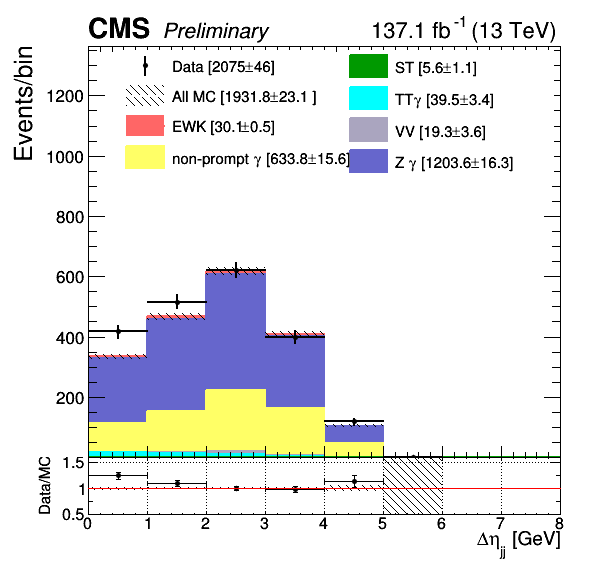 CMS Preliminary 137.1 fb⁻¹ (13 TeV)
Events/bin
Data [2075±46]
All MC [1931.8±23.1 ]
EWK [30.1±0.5]
non-prompt γ [633.8±15.6]
ST [5.6±1.1]
TTγ [39.5±3.4]
VV [19.3±3.6]
Z γ [1203.6±16.3]
1200
1000
800
600
400
200
Data/MC
1.5
1
0.5
0 1 2 3 4 5 6 7 8
Δη_jj [GeV]